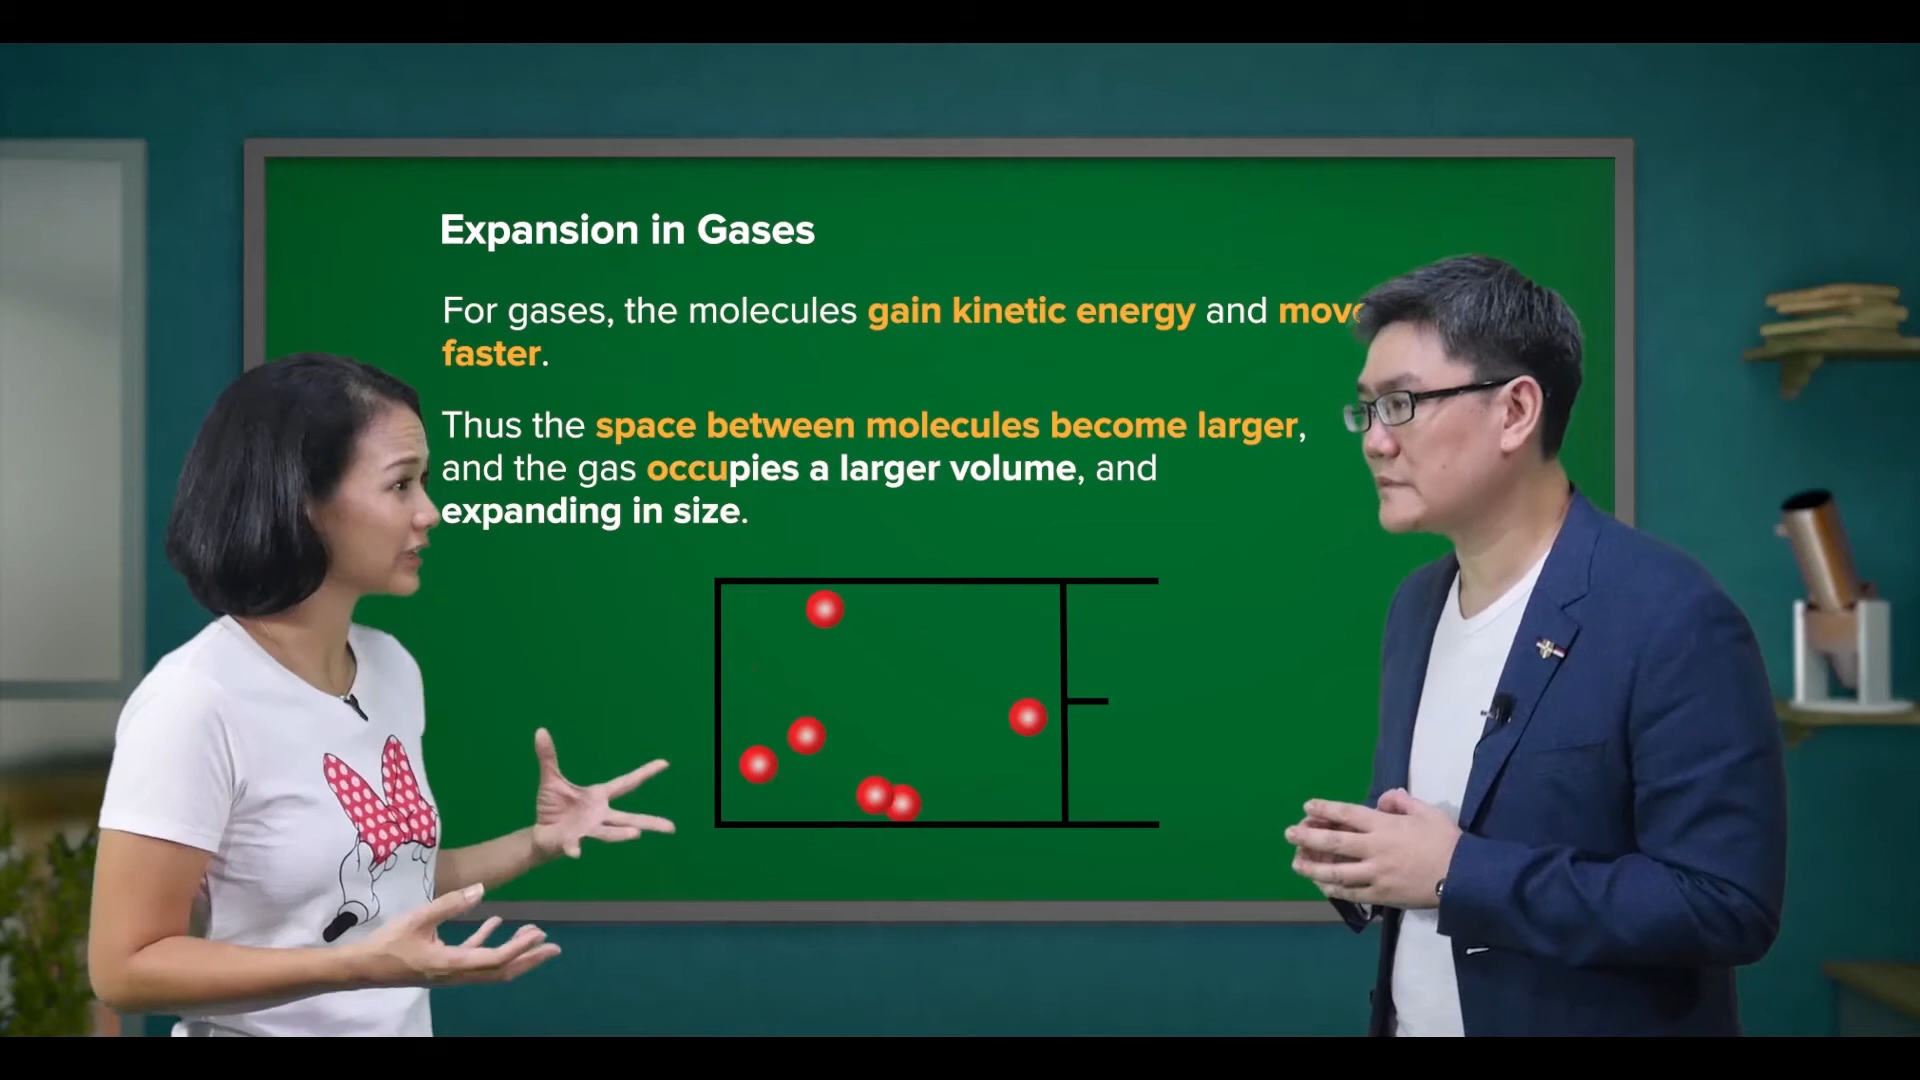 Expansion in Gases
For gases, the molecules gain kinetic energy and move
faster.
Thus the space between molecules become larger,
and the gas occupies a larger volume, and
expanding in size.